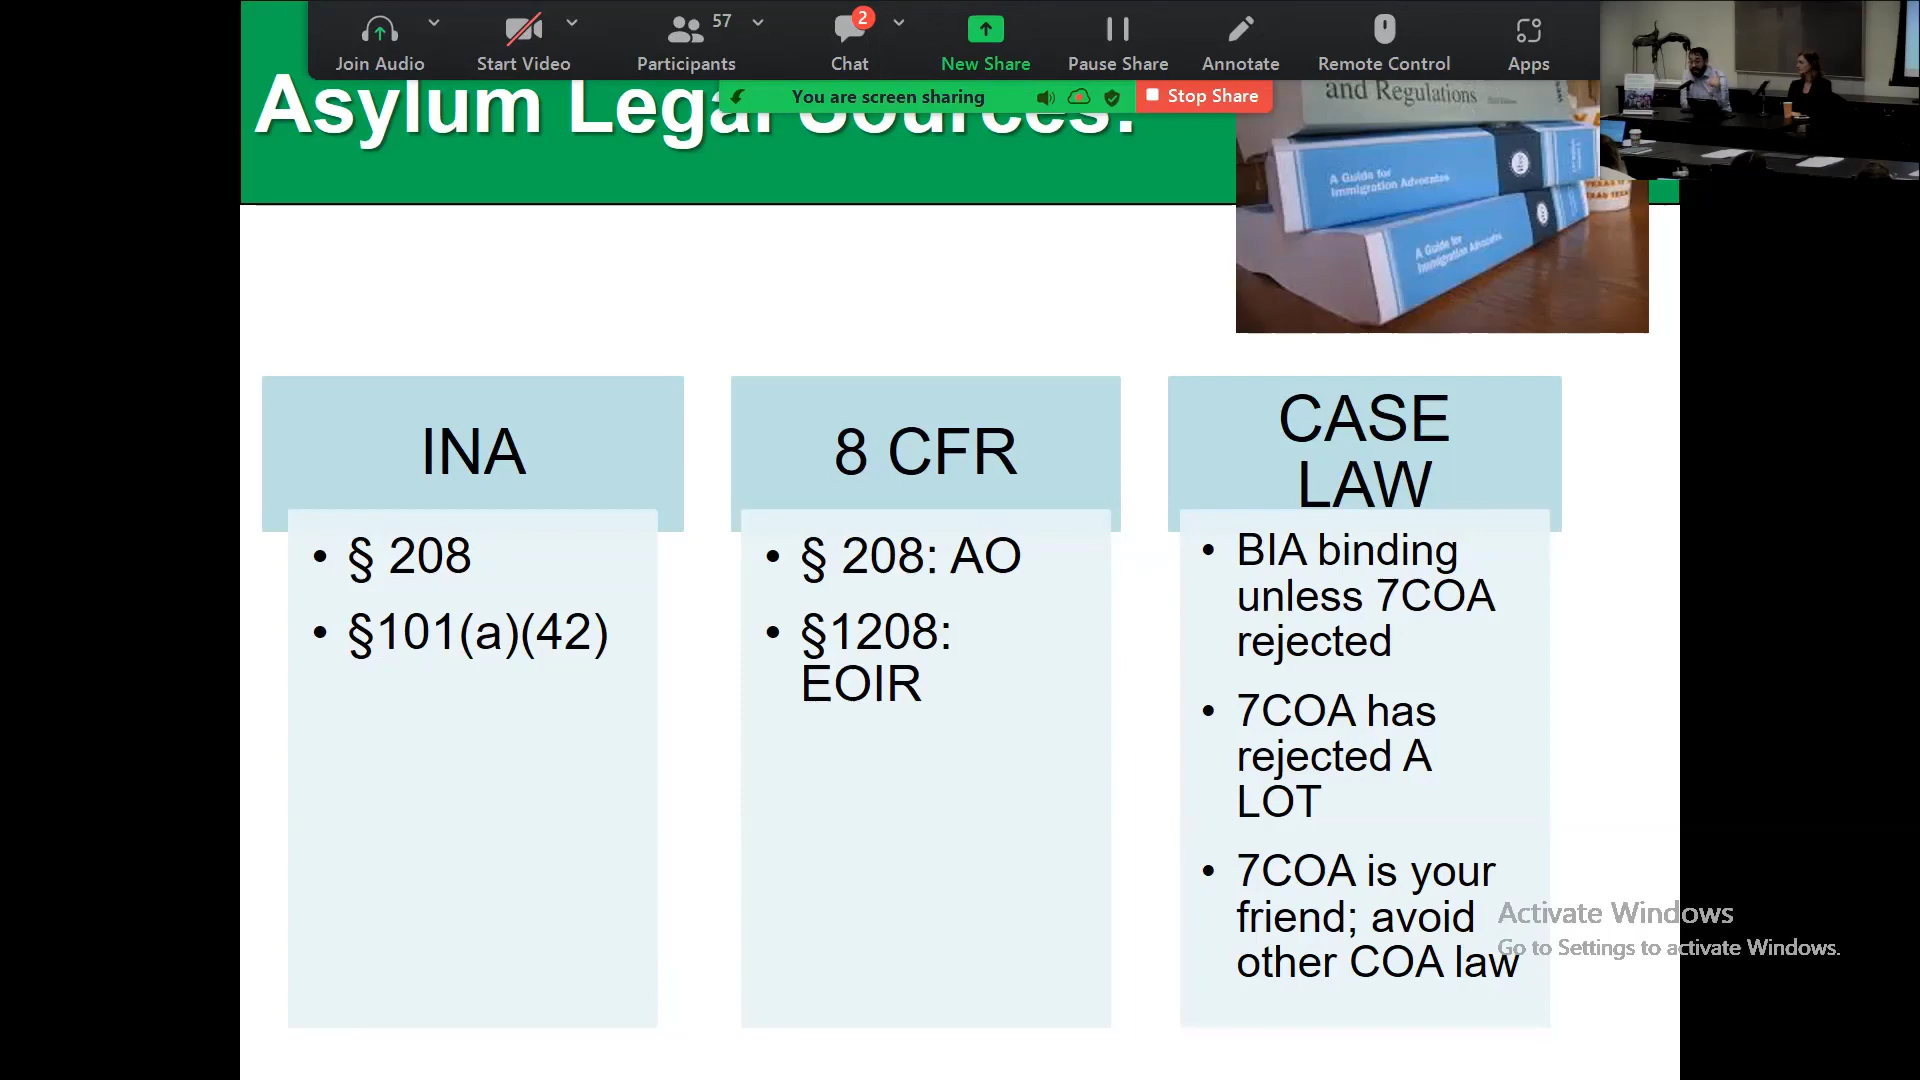 Join Audio
Start Video
Participants
57
Chat
2
New Share
Pause Share
Annotate
Remote Control
Apps
You are screen sharing
Stop Share
Asylum Legal Sources:
and Regulations
A Guide for
Immigration Advocates
A Guide for
Immigration Advocates
INA
• § 208
• §101(a)(42)
8 CFR
• § 208: AO
• §1208:
EOIR
CASE
LAW
• BIA binding
unless 7COA
rejected
• 7COA has
rejected A
LOT
• 7COA is your
friend; avoid
other COA law
Activate Windows
Go to Settings to activate Windows.